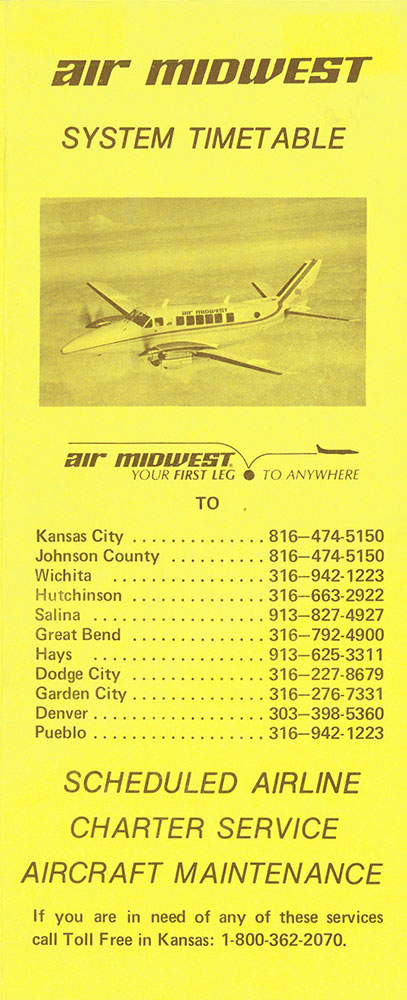 air midwest
SYSTEM TIMETABLE
air midwest
air midwest
YOUR FIRST LEG TO ANYWHERE
TO
Kansas City . . . . . . . . . . . . . . 816—474-5150
Johnson County . . . . . . . . . . 816—474-5150
Wichita . . . . . . . . . . . . . . . . 316—942-1223
Hutchinson . . . . . . . . . . . . . . 316—663-2922
Salina . . . . . . . . . . . . . . . . . . 913—827-4927
Great Bend . . . . . . . . . . . . . . 316—792-4900
Hays . . . . . . . . . . . . . . . . . . 913—625-3311
Dodge City . . . . . . . . . . . . . . 316—227-8679
Garden City . . . . . . . . . . . . . . 316—276-7331
Denver . . . . . . . . . . . . . . . . . . 303—398-5360
Pueblo . . . . . . . . . . . . . . . . . . 316—942-1223
SCHEDULED AIRLINE
CHARTER SERVICE
AIRCRAFT MAINTENANCE
If you are in need of any of these services
call Toll Free in Kansas: 1-800-362-2070.